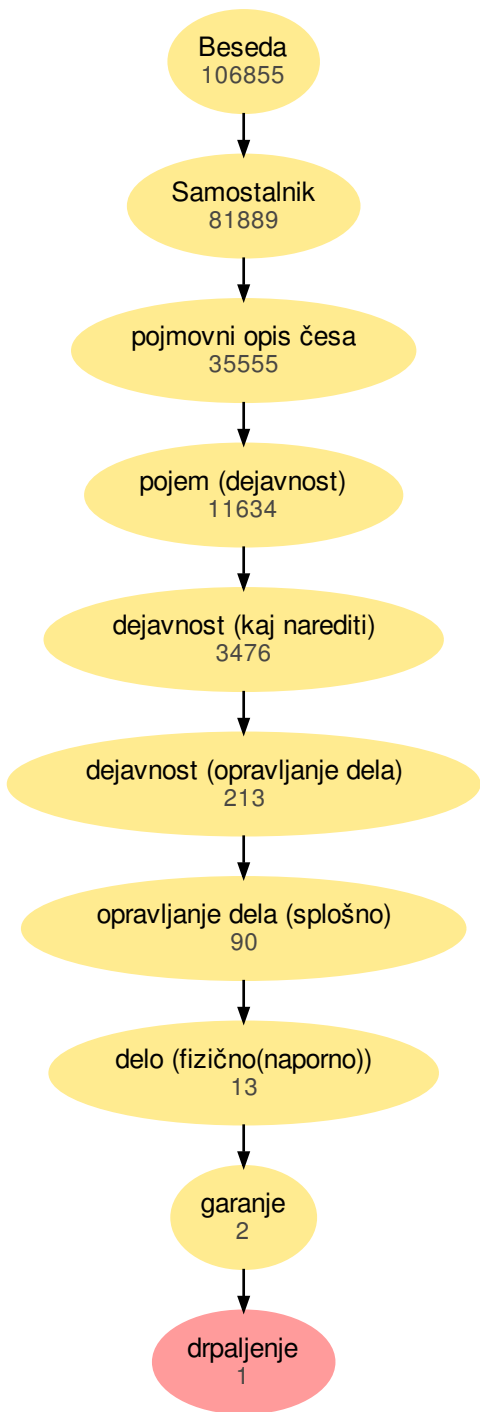 Beseda
106855
Samostalnik
81889
pojmovni opis česa
35555
pojem (dejavnost)
11634
dejavnost (kaj narediti)
3476
dejavnost (opravljanje dela)
213
opravljanje dela (splošno)
90
delo (fizično(naporno))
13
garanje
2
drpaljenje
1